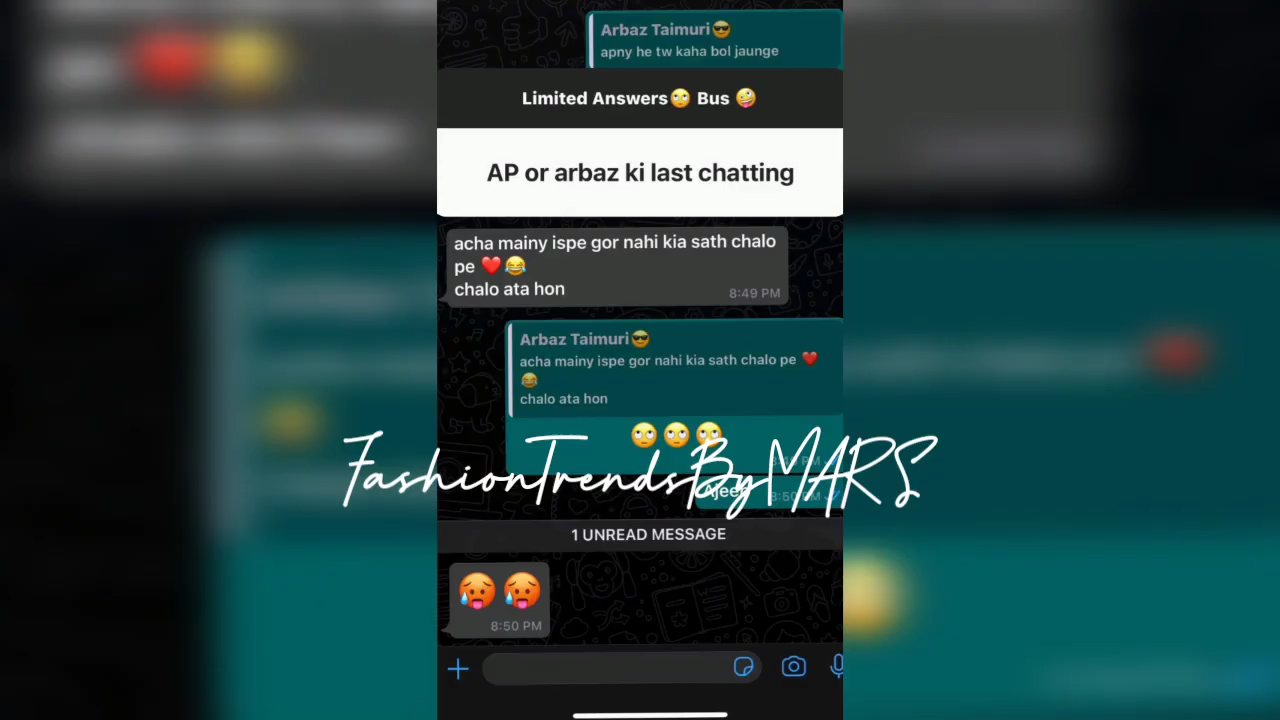 Arbaz Taimuri😎
apny he tw kaha bol jaunge
Limited Answers🙄 Bus 🤪
AP or arbaz ki last chatting
acha mainy ispe gor nahi kia sath chalo
pe ❤️😂
chalo ata hon
8:49 PM
Arbaz Taimuri😎
acha mainy ispe gor nahi kia sath chalo pe ❤️
😂
chalo ata hon
🙄🙄🙄
FashionTrendsByMARS
Ajeeb
8:50 PM
1 UNREAD MESSAGE
🥵🥵
8:50 PM